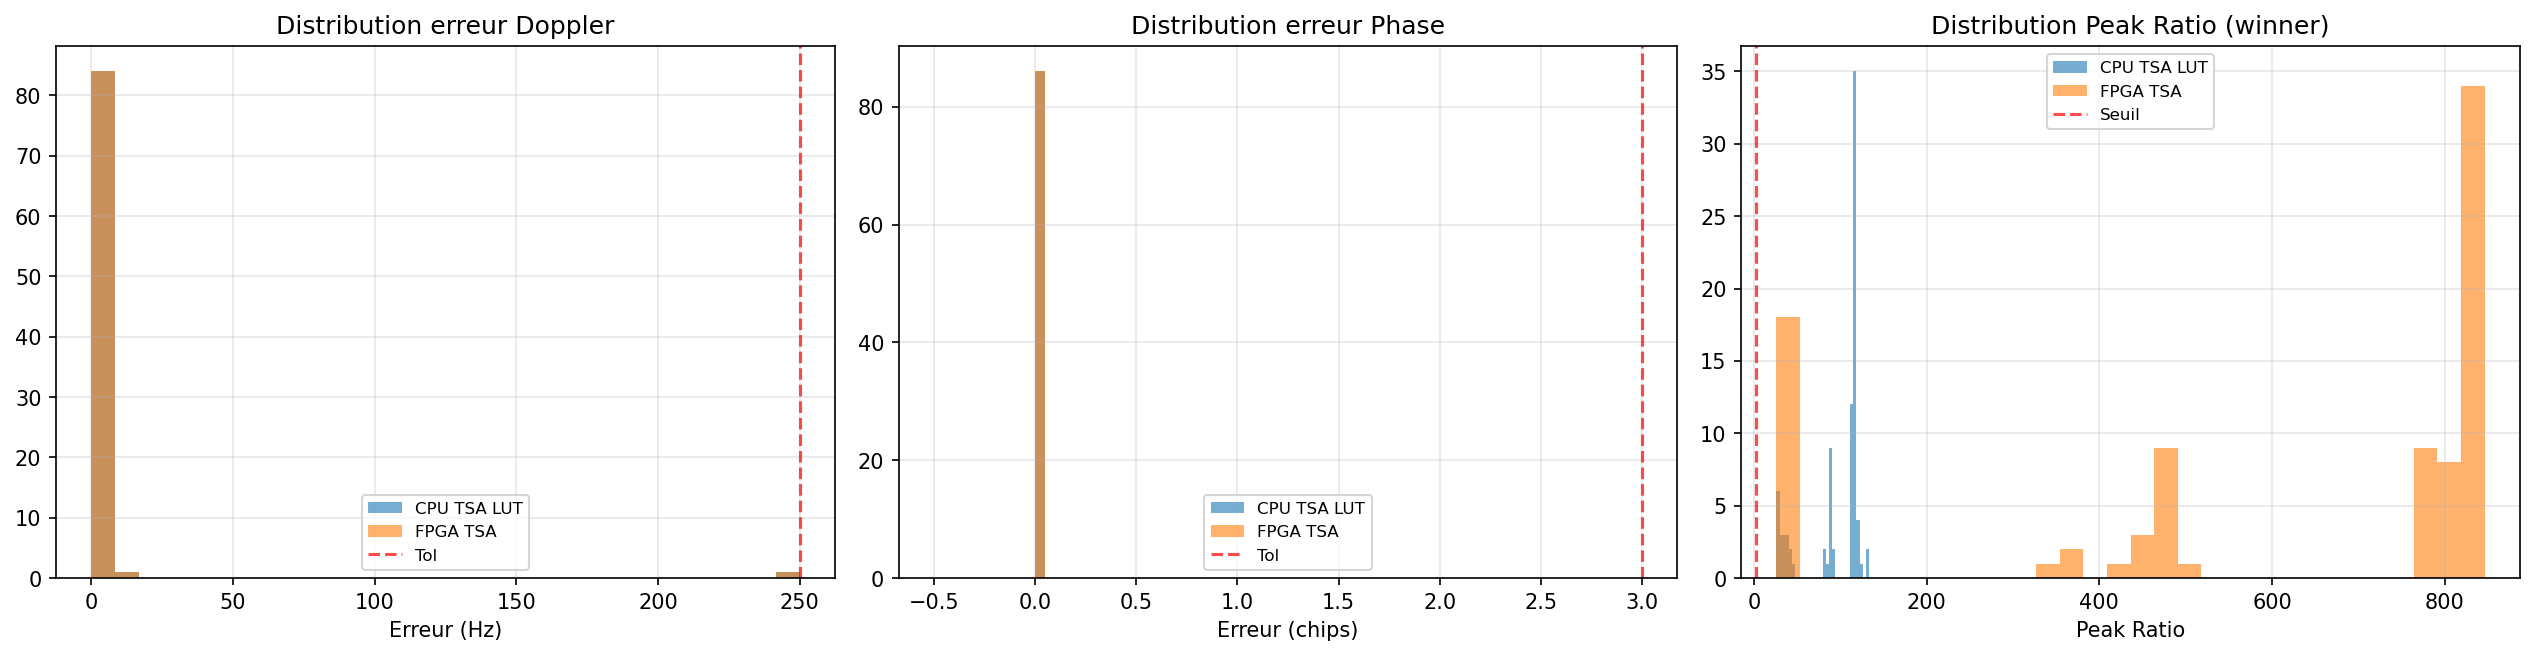 Distribution erreur Doppler
80
70
60
50
40
30
20
10
0
0
50
100
150
200
250
Erreur (Hz)
CPU TSA LUT
FPGA TSA
Tol
Distribution erreur Phase
80
60
40
20
0
−0.5
0.0
0.5
1.0
1.5
2.0
2.5
3.0
Erreur (chips)
CPU TSA LUT
FPGA TSA
Tol
Distribution Peak Ratio (winner)
35
30
25
20
15
10
5
0
0
200
400
600
800
Peak Ratio
CPU TSA LUT
FPGA TSA
Seuil